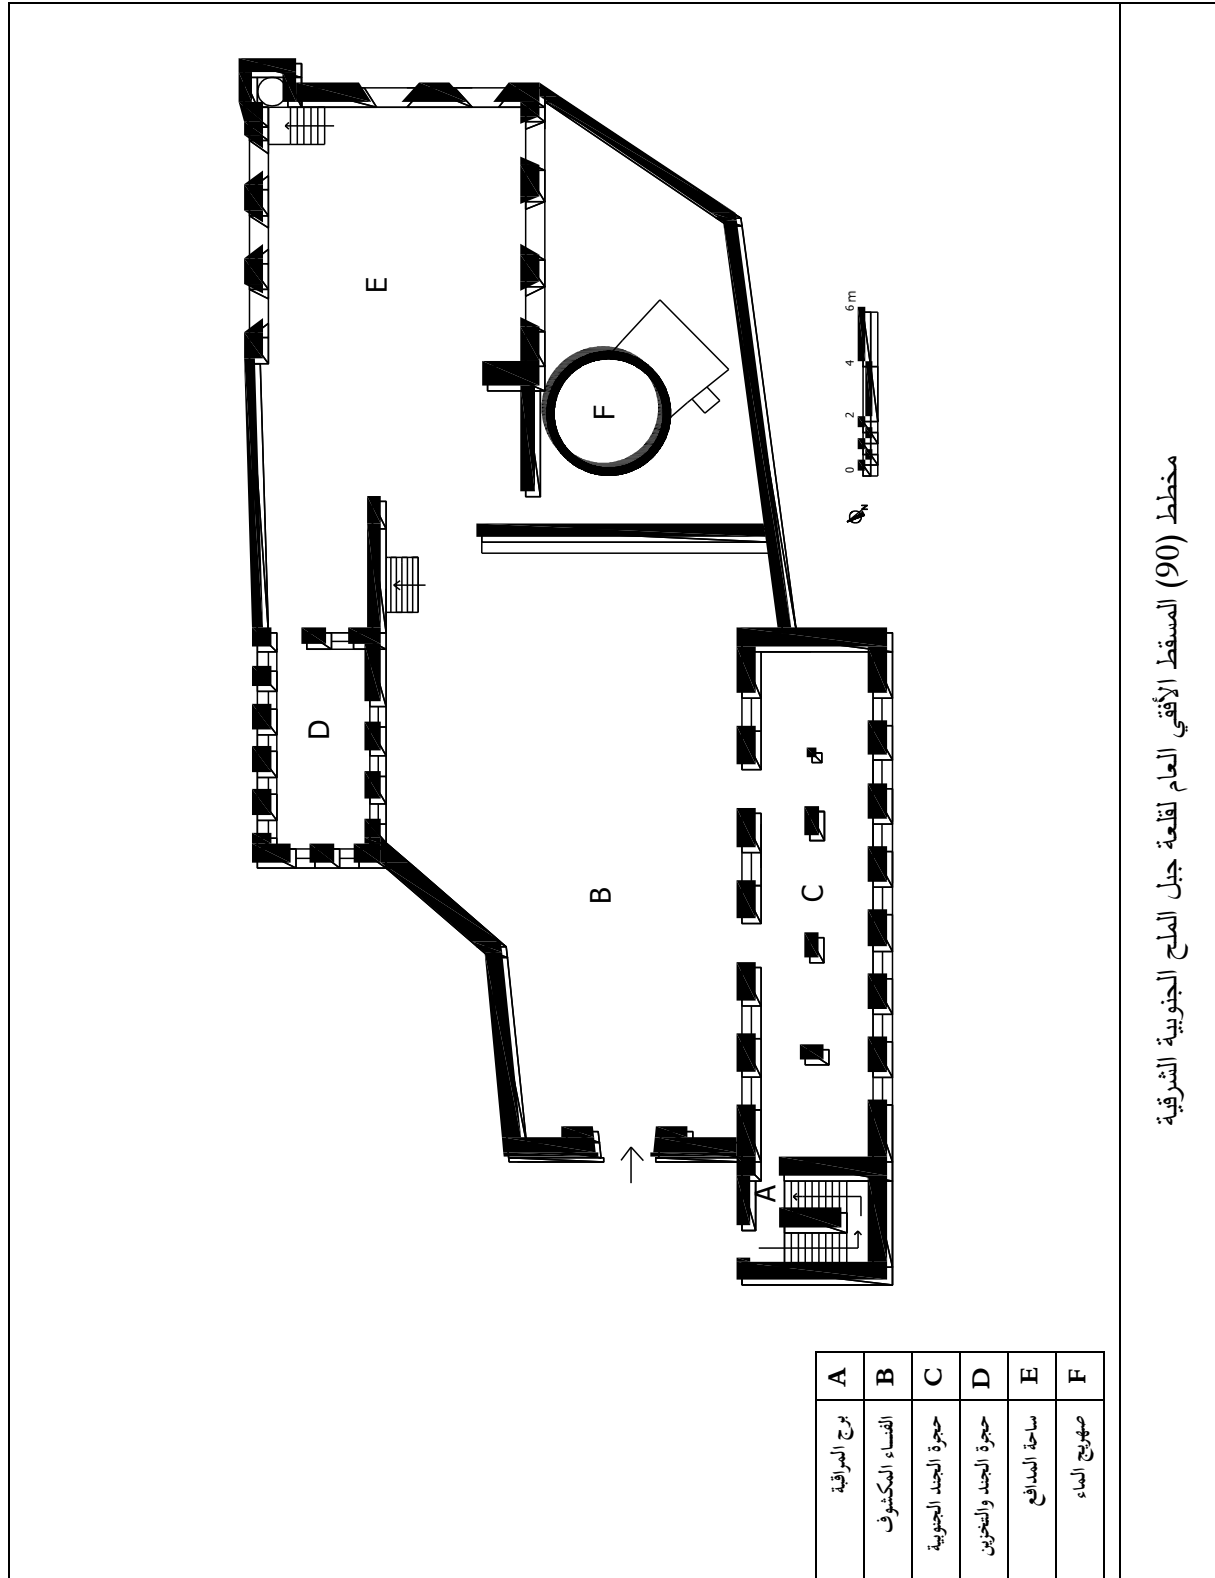 E
F
D
B
C
A
0 2 4 6 m
N
A برج المراقبة
B الفناء المكشوف
C حجرة الجند الجنوبية
D حجرة الجند والتخزين
E ساحة المدافع
F صهريج الماء
مخطط (90) المسقط الأفقي العام لقلعة جبل الملح الجنوبية الشرقية